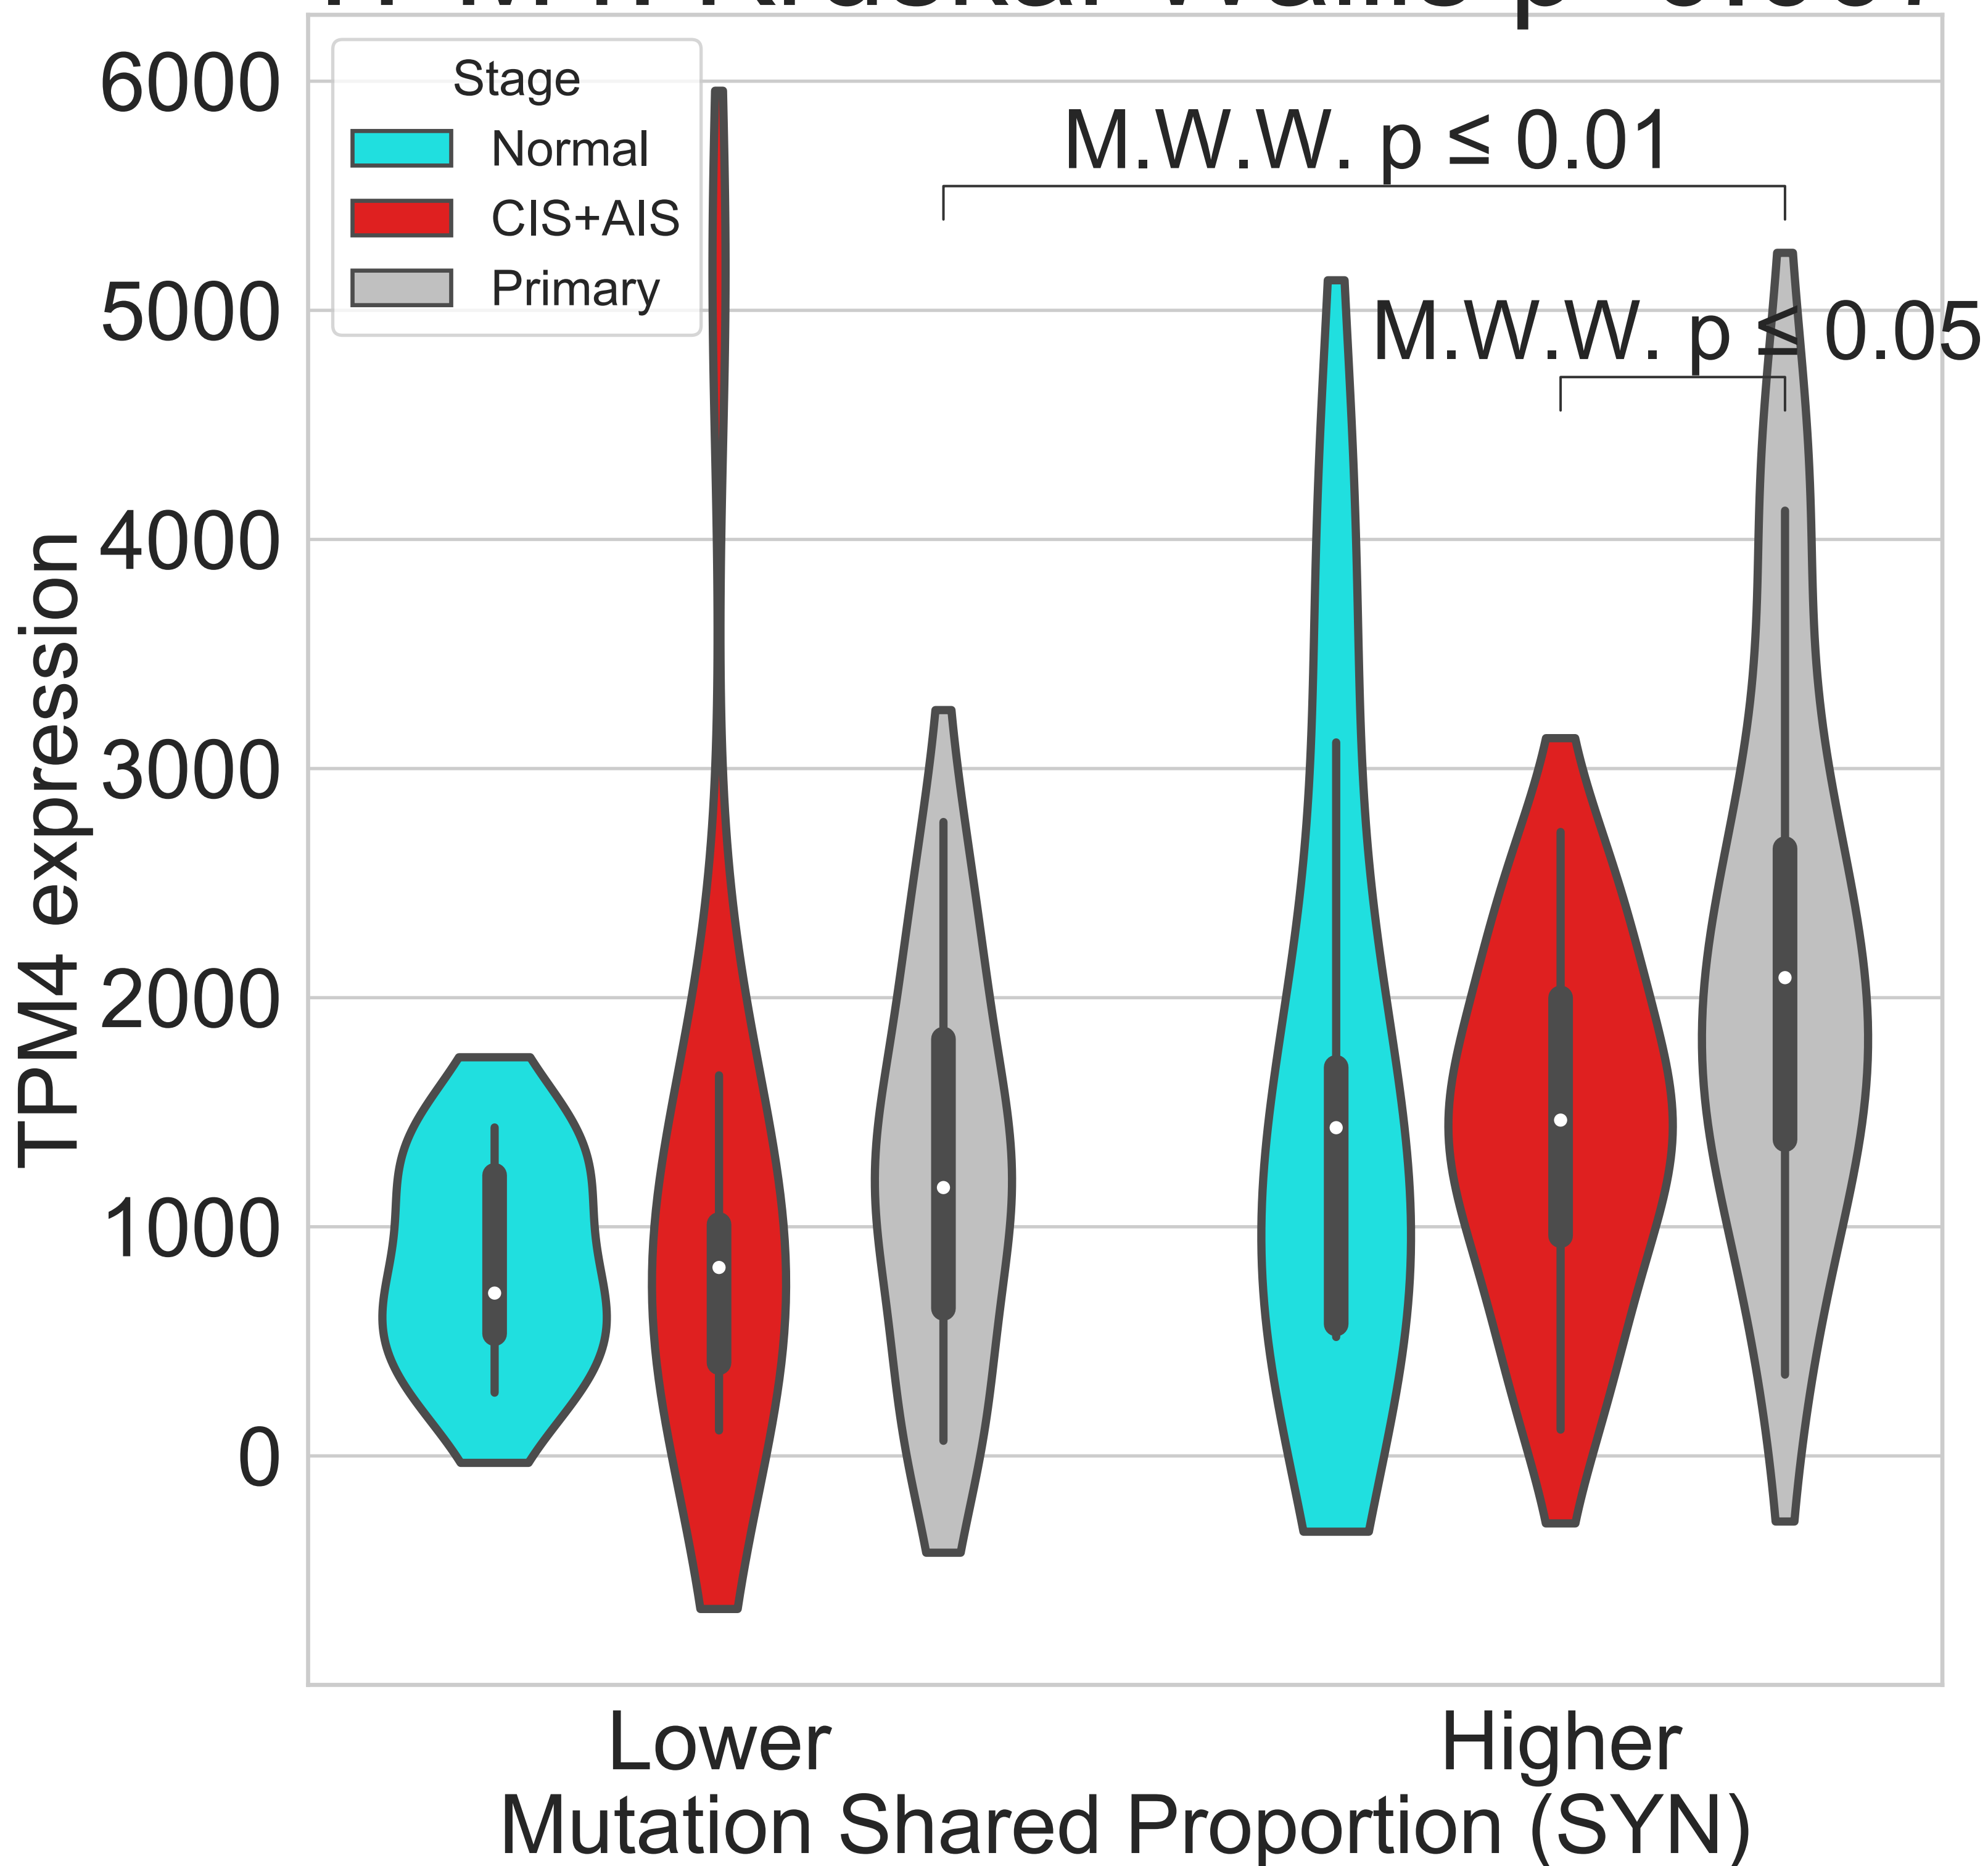 Stage
Normal
CIS+AIS
Primary
M.W.W. p ≤ 0.01
M.W.W. p ≤ 0.05
6000
5000
4000
3000
2000
1000
0
TPM4 expression
Lower
Higher
Mutation Shared Proportion (SYN)